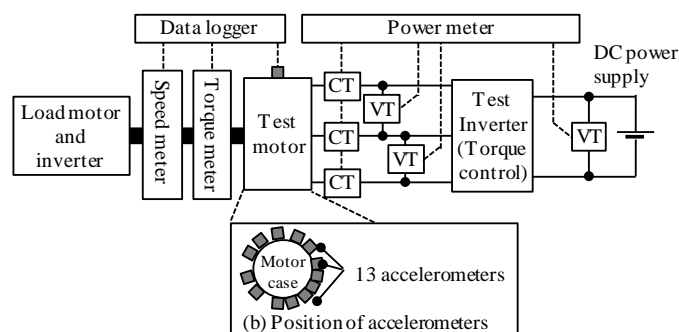 Data logger
Power meter
DC power
supply
Load motor
and
inverter
Speed meter
Torque meter
Test
motor
CT
CT
CT
VT
VT
Test
Inverter
(Torque
control)
VT
Motor
case
13 accelerometers
(b) Position of accelerometers